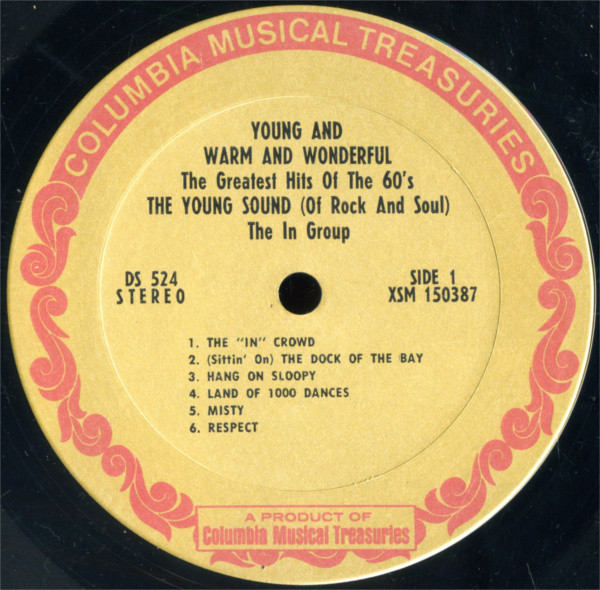 COLUMBIA MUSICAL TREASURIES
YOUNG AND
WARM AND WONDERFUL
The Greatest Hits Of The 60's
THE YOUNG SOUND (Of Rock And Soul)
The In Group
DS 524
STEREO
SIDE 1
XSM 150387
1. THE "IN" CROWD
2. (Sittin' On) THE DOCK OF THE BAY
3. HANG ON SLOOPY
4. LAND OF 1000 DANCES
5. MISTY
6. RESPECT
A PRODUCT OF
Columbia Musical Treasuries